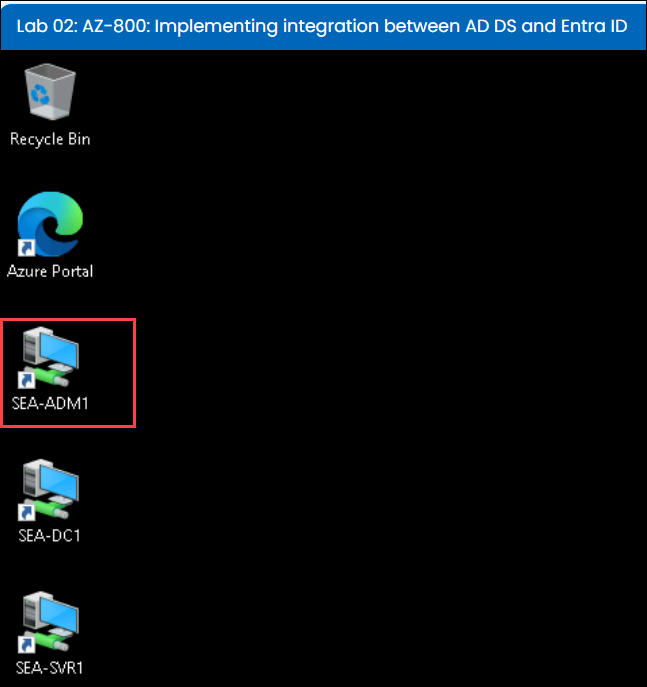 Lab 02: AZ-800: Implementing integration between AD DS and Entra ID
Recycle Bin
Azure Portal
SEA-ADM1
SEA-DC1
SEA-SVR1